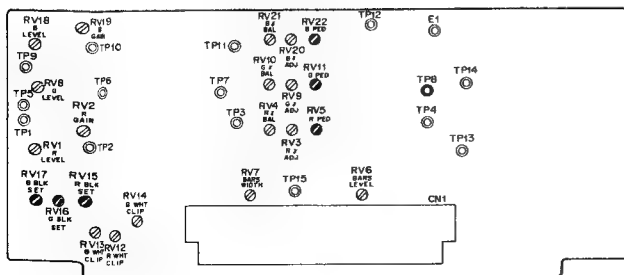 RV18
B
LEVEL
RV19
B
GAIN
TP10
TP9
RV8
G
LEVEL
TP6
TP5
TP1
RV2
R
GAIN
RV1
R
LEVEL
TP2
RV17
B BLK
SET
RV16
G BLK
SET
RV15
R BLK
SET
RV14
B WHT
CLIP
RV13
G WHT
CLIP
RV12
R WHT
CLIP
RV21
BAL
RV20
ADJ
RV22
B PED
TP11
RV10
BAL
RV9
ADJ
RV11
G PED
TP7
TP3
RV4
BAL
RV3
ADJ
RV5
R PED
RV7
BARS
WIDTH
TP15
RV6
BARS
LEVEL
TP12
E1
TP8
TP14
TP4
TP13
CN1